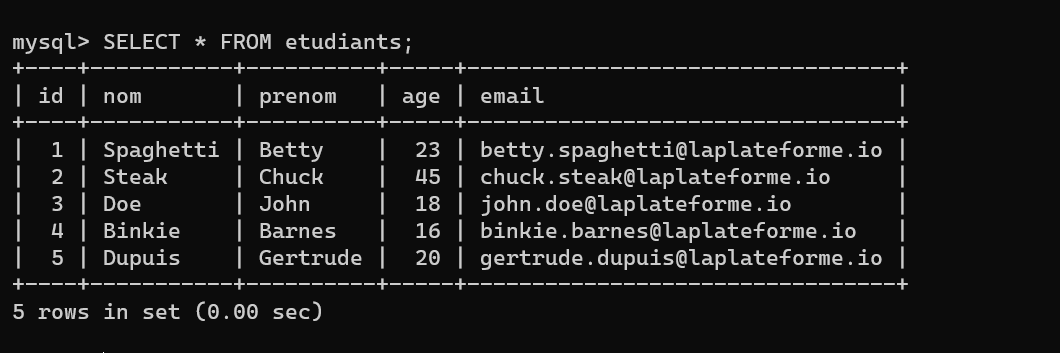 mysql> SELECT * FROM etudiants;
+----+-----------+----------+-----+---------------------------------+
| id | nom       | prenom   | age | email                           |
+----+-----------+----------+-----+---------------------------------+
|  1 | Spaghetti | Betty    |  23 | betty.spaghetti@laplateforme.io |
|  2 | Steak     | Chuck    |  45 | chuck.steak@laplateforme.io     |
|  3 | Doe       | John     |  18 | john.doe@laplateforme.io        |
|  4 | Binkie    | Barnes   |  16 | binkie.barnes@laplateforme.io   |
|  5 | Dupuis    | Gertrude |  20 | gertrude.dupuis@laplateforme.io |
+----+-----------+----------+-----+---------------------------------+
5 rows in set (0.00 sec)